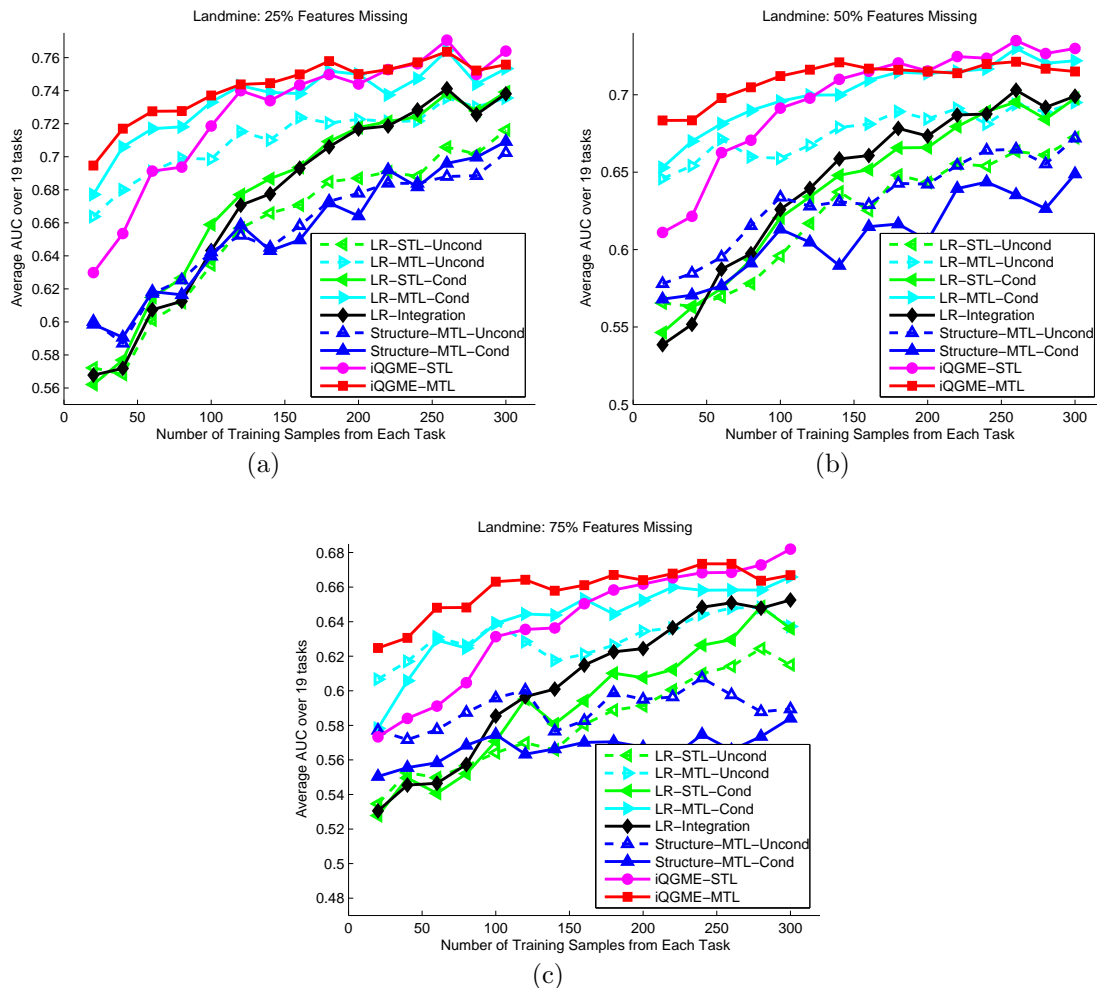 Landmine: 25% Features Missing
0.76
0.74
0.72
0.7
0.68
0.66
0.64
0.62
0.6
0.58
0.56
Average AUC over 19 tasks
0 50 100 150 200 250 300
Number of Training Samples from Each Task
LR−STL−Uncond
LR−MTL−Uncond
LR−STL−Cond
LR−MTL−Cond
LR−Integration
Structure−MTL−Uncond
Structure−MTL−Cond
iQGME−STL
iQGME−MTL
(a)
Landmine: 50% Features Missing
0.7
0.65
0.6
0.55
0.5
Average AUC over 19 tasks
0 50 100 150 200 250 300
Number of Training Samples from Each Task
LR−STL−Uncond
LR−MTL−Uncond
LR−STL−Cond
LR−MTL−Cond
LR−Integration
Structure−MTL−Uncond
Structure−MTL−Cond
iQGME−STL
iQGME−MTL
(b)
Landmine: 75% Features Missing
0.68
0.66
0.64
0.62
0.6
0.58
0.56
0.54
0.52
0.5
0.48
Average AUC over 19 tasks
0 50 100 150 200 250 300
Number of Training Samples from Each Task
LR−STL−Uncond
LR−MTL−Uncond
LR−STL−Cond
LR−MTL−Cond
LR−Integration
Structure−MTL−Uncond
Structure−MTL−Cond
iQGME−STL
iQGME−MTL
(c)